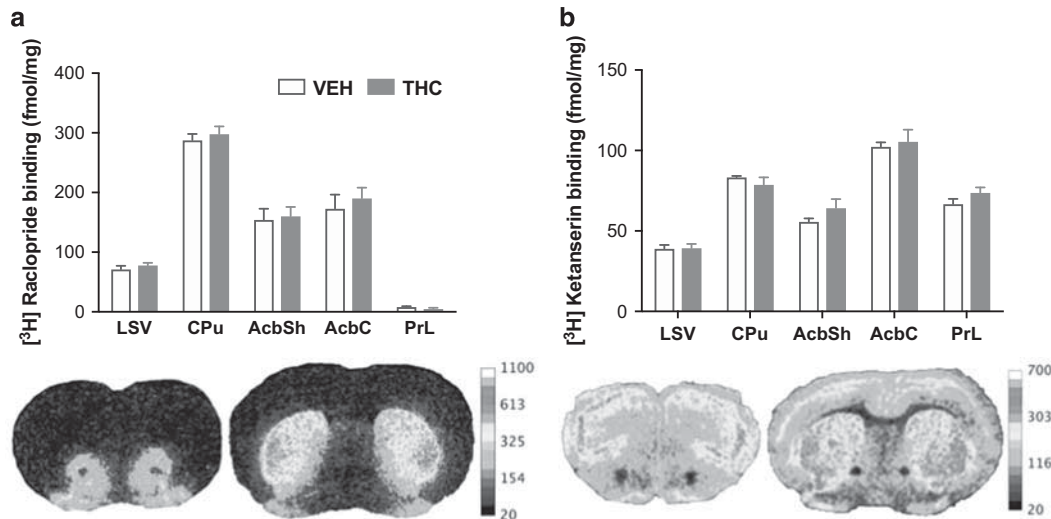 a
[³H] Raclopride binding (fmol/mg)
400
300
200
100
0
VEH THC
LSV CPu AcbSh AcbC PrL
1100
613
325
154
20
b
[³H] Ketanserin binding (fmol/mg)
150
100
50
0
LSV CPu AcbSh AcbC PrL
700
303
116
20